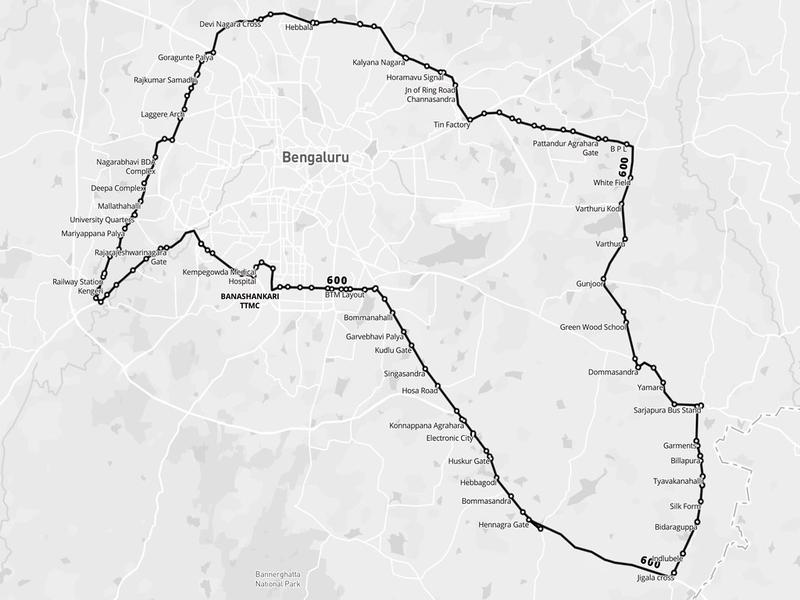 Devi Nagara Cross
Hebbala
Goragunte Palya
Kalyana Nagara
Rajkumar Samadhi
Horamavu Signal
Jn of Ring Road
Channasandra
Laggere Arch
Tin Factory
Pattandur Agrahara
Gate
B P L
Bengaluru
Nagarabhavi BDA
Complex
600
Deepa Complex
White Field
Mallathahalli
Varthuru Kodi
University Quarters
Mariyappana Palya
Varthuru
Rajarajeshwarinagara
Gate
Kempegowda Medical
Hospital
Railway Station
Kengeri
600
Gunjoor
BANASHANKARI
TTMC
BTM Layout
Bommanahalli
Green Wood School
Garvebhavi Palya
Kudlu Gate
Singasandra
Dommasandra
Hosa Road
Yamare
Sarjapura Bus Stand
Konnappana Agrahara
Electronic City
Garments
Huskur Gate
Billapura
Hebbagodi
Tyavakanahalli
Bommasandra
Silk Form
Hennagra Gate
Bidaraguppa
600
Indlubele
Jigala cross
Bannerghatta
National Park